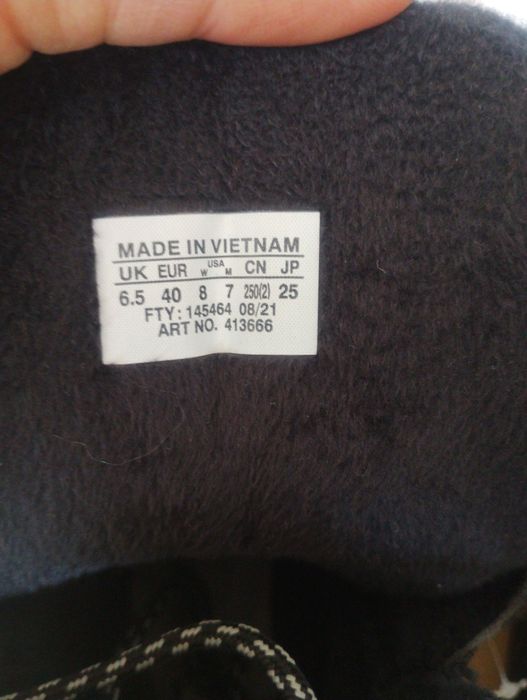 MADE IN VIETNAM
UK EUR W USA M CN JP
6.5 40 8 7 250(2) 25
FTY: 145464 08/21
ART NO. 413666